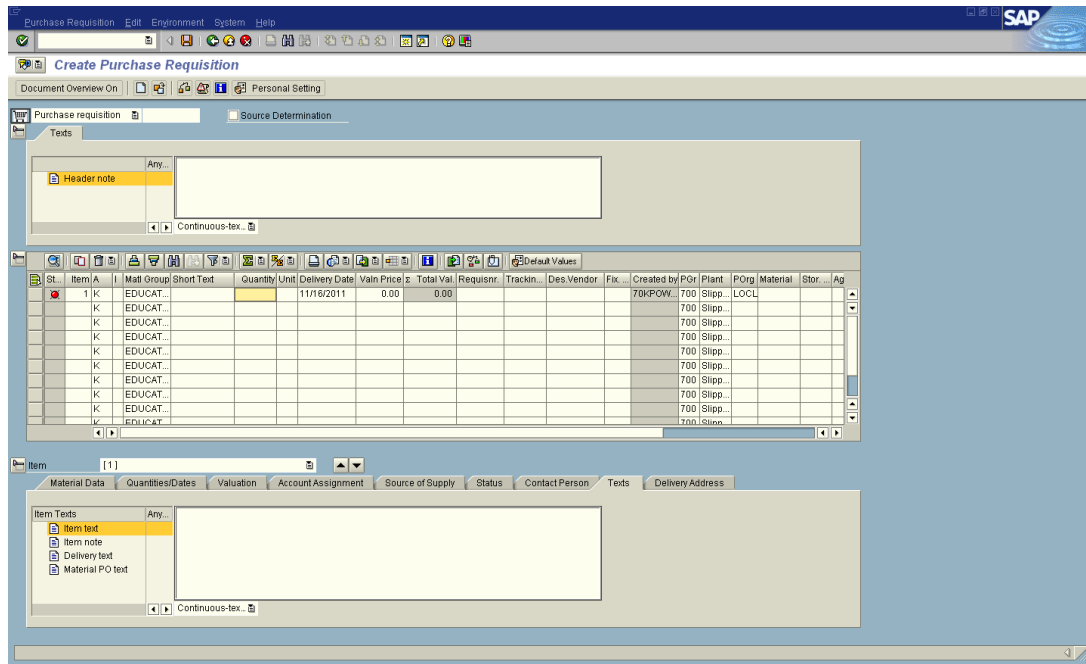 Purchase Requisition Edit Environment System Help
SAP
Create Purchase Requisition
Document Overview On Personal Setting
Purchase requisition Source Determination
Texts
Any...
Header note
Continuous-tex...
Default Values
St... Item A I Matl Group Short Text Quantity Unit Delivery Date Valn Price Σ Total Val. Requisnr. Trackin... Des.Vendor Fix. ... Created by PGr Plant POrg Material Stor. ... Ag
1 K EDUCAT... 11/16/2011 0.00 0.00 70KPOW... 700 Slipp... LOCL
K EDUCAT... 700 Slipp...
K EDUCAT... 700 Slipp...
K EDUCAT... 700 Slipp...
K EDUCAT... 700 Slipp...
K EDUCAT... 700 Slipp...
K EDUCAT... 700 Slipp...
K EDUCAT... 700 Slipp...
K EDUCAT... 700 Slipp...
K EDUCAT... 700 Slipp...
Item [ 1 ]
Material Data Quantities/Dates Valuation Account Assignment Source of Supply Status Contact Person Texts Delivery Address
Item Texts Any...
Item text
Item note
Delivery text
Material PO text
Continuous-tex...